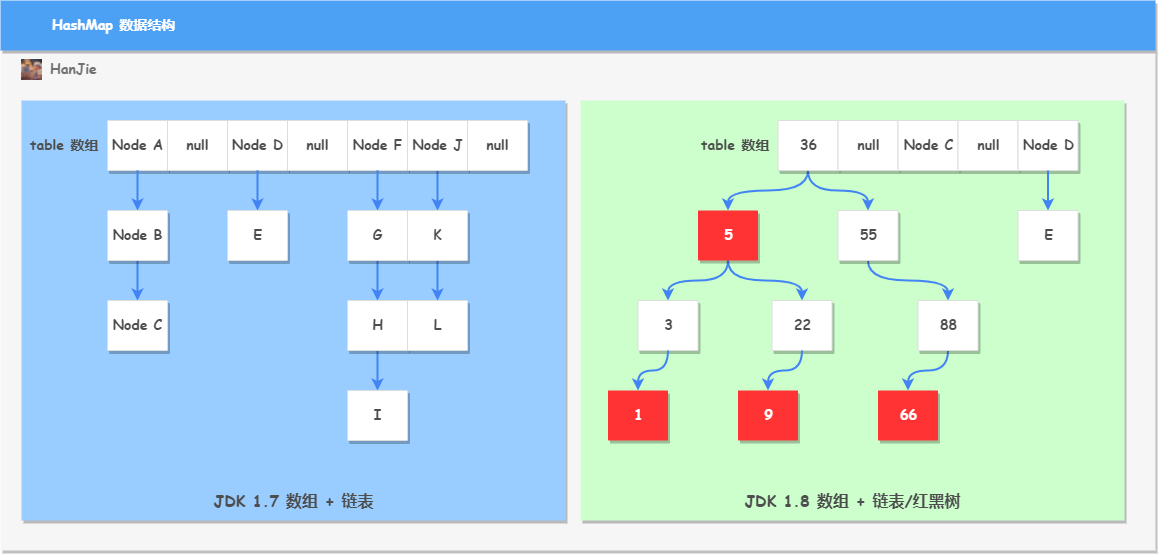 HashMap 数据结构
HanJie
table 数组 Node A null Node D null Node F Node J null
Node B E G K
Node C H L
I
JDK 1.7 数组 + 链表
table 数组 36 null Node C null Node D
5 55 E
3 22 88
1 9 66
JDK 1.8 数组 + 链表/红黑树